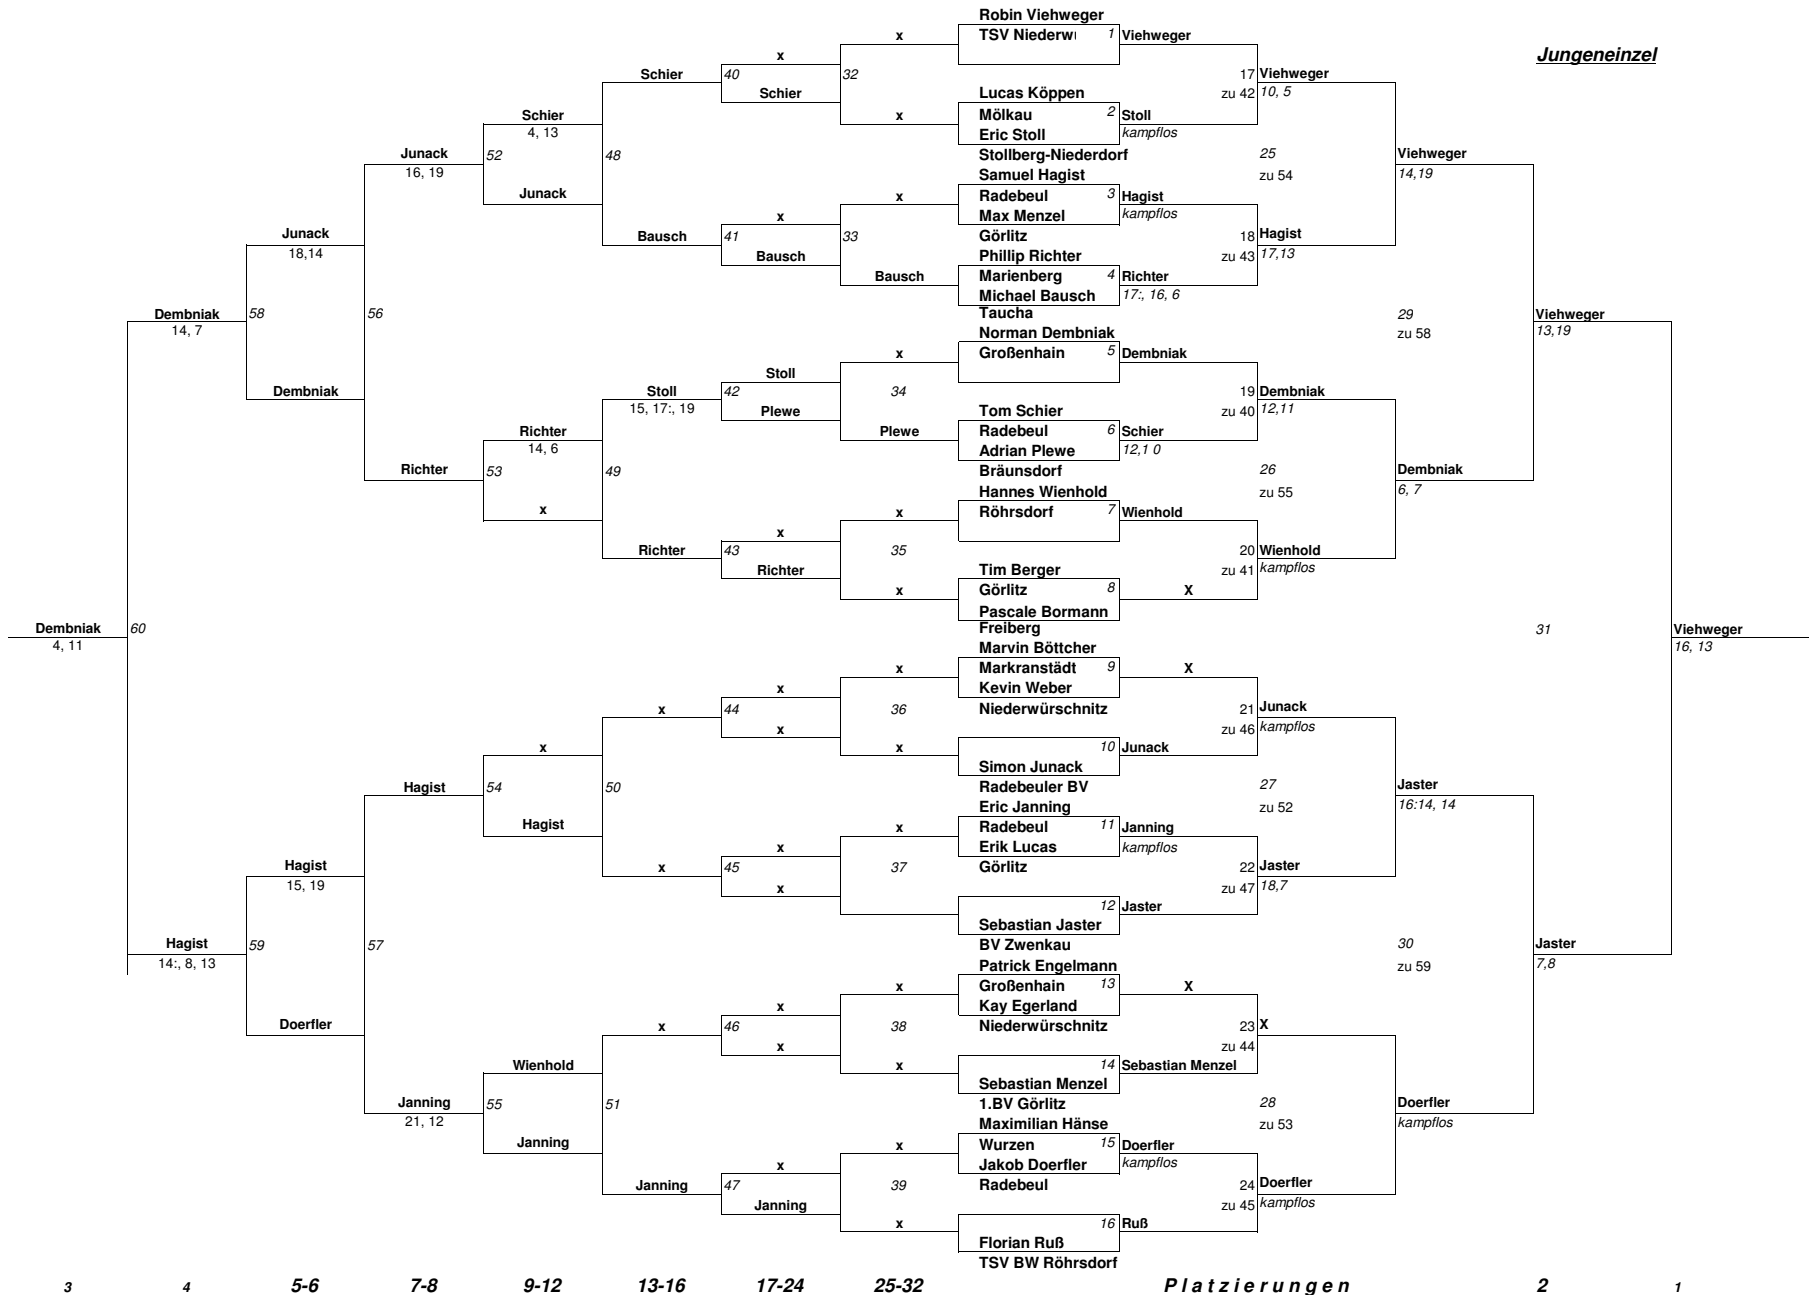 Robin Viehweger
x TSV Niederwu 1 Viehweger
x Jungeneinzel
Schier 40 32 17 Viehweger
Schier Lucas Köppen zu 42 10, 5
Schier x Mölkau 2 Stoll
4, 13 Eric Stoll kampflos
Junack 52 48 Stollberg-Niederdorf 25 Viehweger
16, 19 Samuel Hagist zu 54 14,19
Junack x Radebeul 3 Hagist
x Max Menzel kampflos
Junack Bausch 41 33 Görlitz 18 Hagist
18,14 Bausch Phillip Richter zu 43 17,13
Bausch Marienberg 4 Richter
Michael Bausch 17:, 16, 6
Dembniak 58 56 Taucha 29 Viehweger
14, 7 Norman Dembniak zu 58 13,19
x Großenhain 5 Dembniak
Stoll
Dembniak Stoll 42 34 19 Dembniak
15, 17:, 19 Plewe Tom Schier zu 40 12,11
Richter Plewe Radebeul 6 Schier
14, 6 Adrian Plewe 12,1 0
Richter 53 49 Bräunsdorf 26 Dembniak
Hannes Wienhold zu 55 6, 7
x x Röhrsdorf 7 Wienhold
x
Richter 43 35 20 Wienhold
Richter Tim Berger zu 41 kampflos
x Görlitz 8 X
Pascale Bormann
Dembniak 60 Freiberg 31 Viehweger
4, 11 Marvin Böttcher 16, 13
x Markranstädt 9 X
x Kevin Weber
x 44 36 Niederwürschnitz 21 Junack
x zu 46 kampflos
x x 10 Junack
Simon Junack
Hagist 54 50 Radebeuler BV 27 Jaster
Eric Janning zu 52 16:14, 14
Hagist x Radebeul 11 Janning
x Erik Lucas kampflos
Hagist x 45 37 Görlitz 22 Jaster
15, 19 x zu 47 18,7
12 Jaster
Sebastian Jaster
Hagist 59 57 BV Zwenkau 30 Jaster
14:, 8, 13 Patrick Engelmann zu 59 7,8
x Großenhain 13 X
x Kay Egerland
Doerfler x 46 38 Niederwürschnitz 23 X
x zu 44
Wienhold x 14 Sebastian Menzel
Sebastian Menzel
Janning 55 51 1.BV Görlitz 28 Doerfler
21, 12 Maximilian Hänse zu 53 kampflos
Janning x Wurzen 15 Doerfler
x Jakob Doerfler kampflos
Janning 47 39 Radebeul 24 Doerfler
Janning zu 45 kampflos
x 16 Ruß
Florian Ruß
TSV BW Röhrsdorf
3 4 5-6 7-8 9-12 13-16 17-24 25-32 Platzierungen 2 1